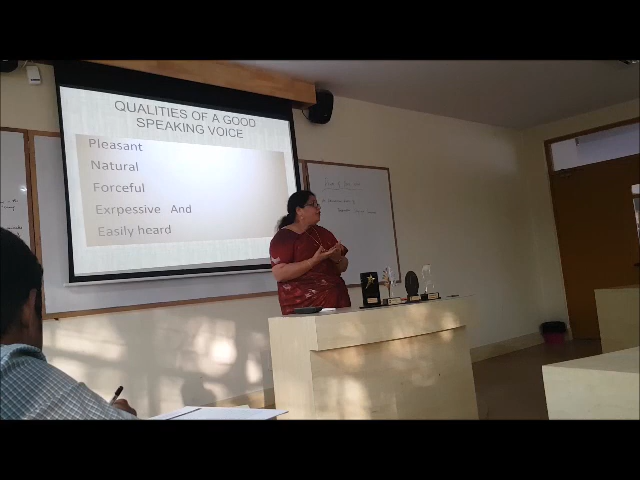 QUALITIES OF A GOOD
SPEAKING VOICE
Pleasant
Natural
Forceful
Exrpessive And
Easily heard